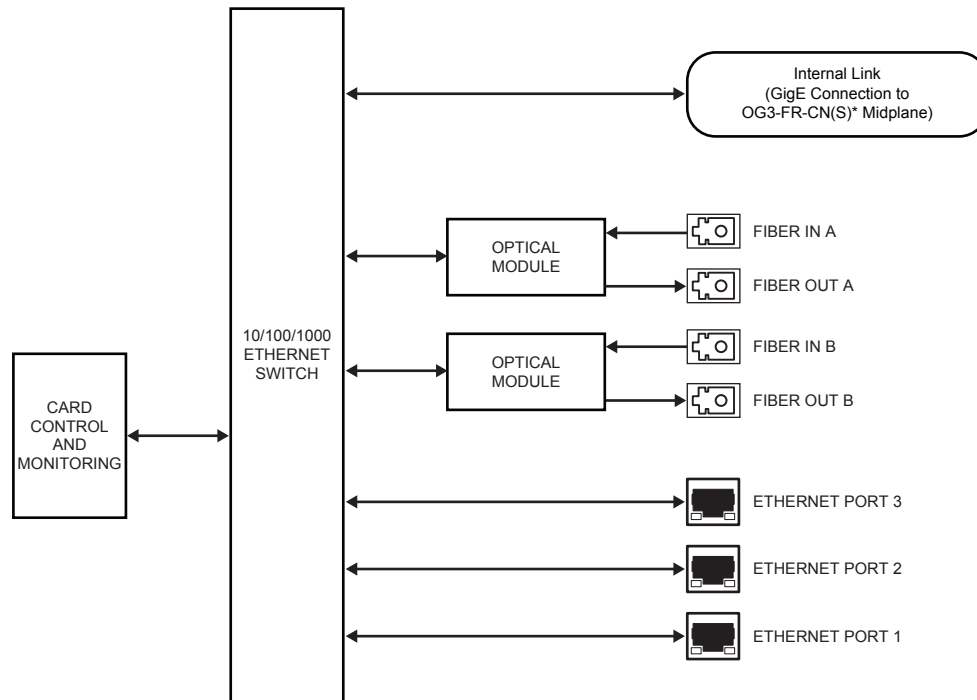 Internal Link
(GigE Connection to
OG3-FR-CN(S)* Midplane)
OPTICAL
MODULE
FIBER IN A
FIBER OUT A
10/100/1000
ETHERNET
SWITCH
OPTICAL
MODULE
FIBER IN B
FIBER OUT B
CARD
CONTROL
AND
MONITORING
ETHERNET PORT 3
ETHERNET PORT 2
ETHERNET PORT 1